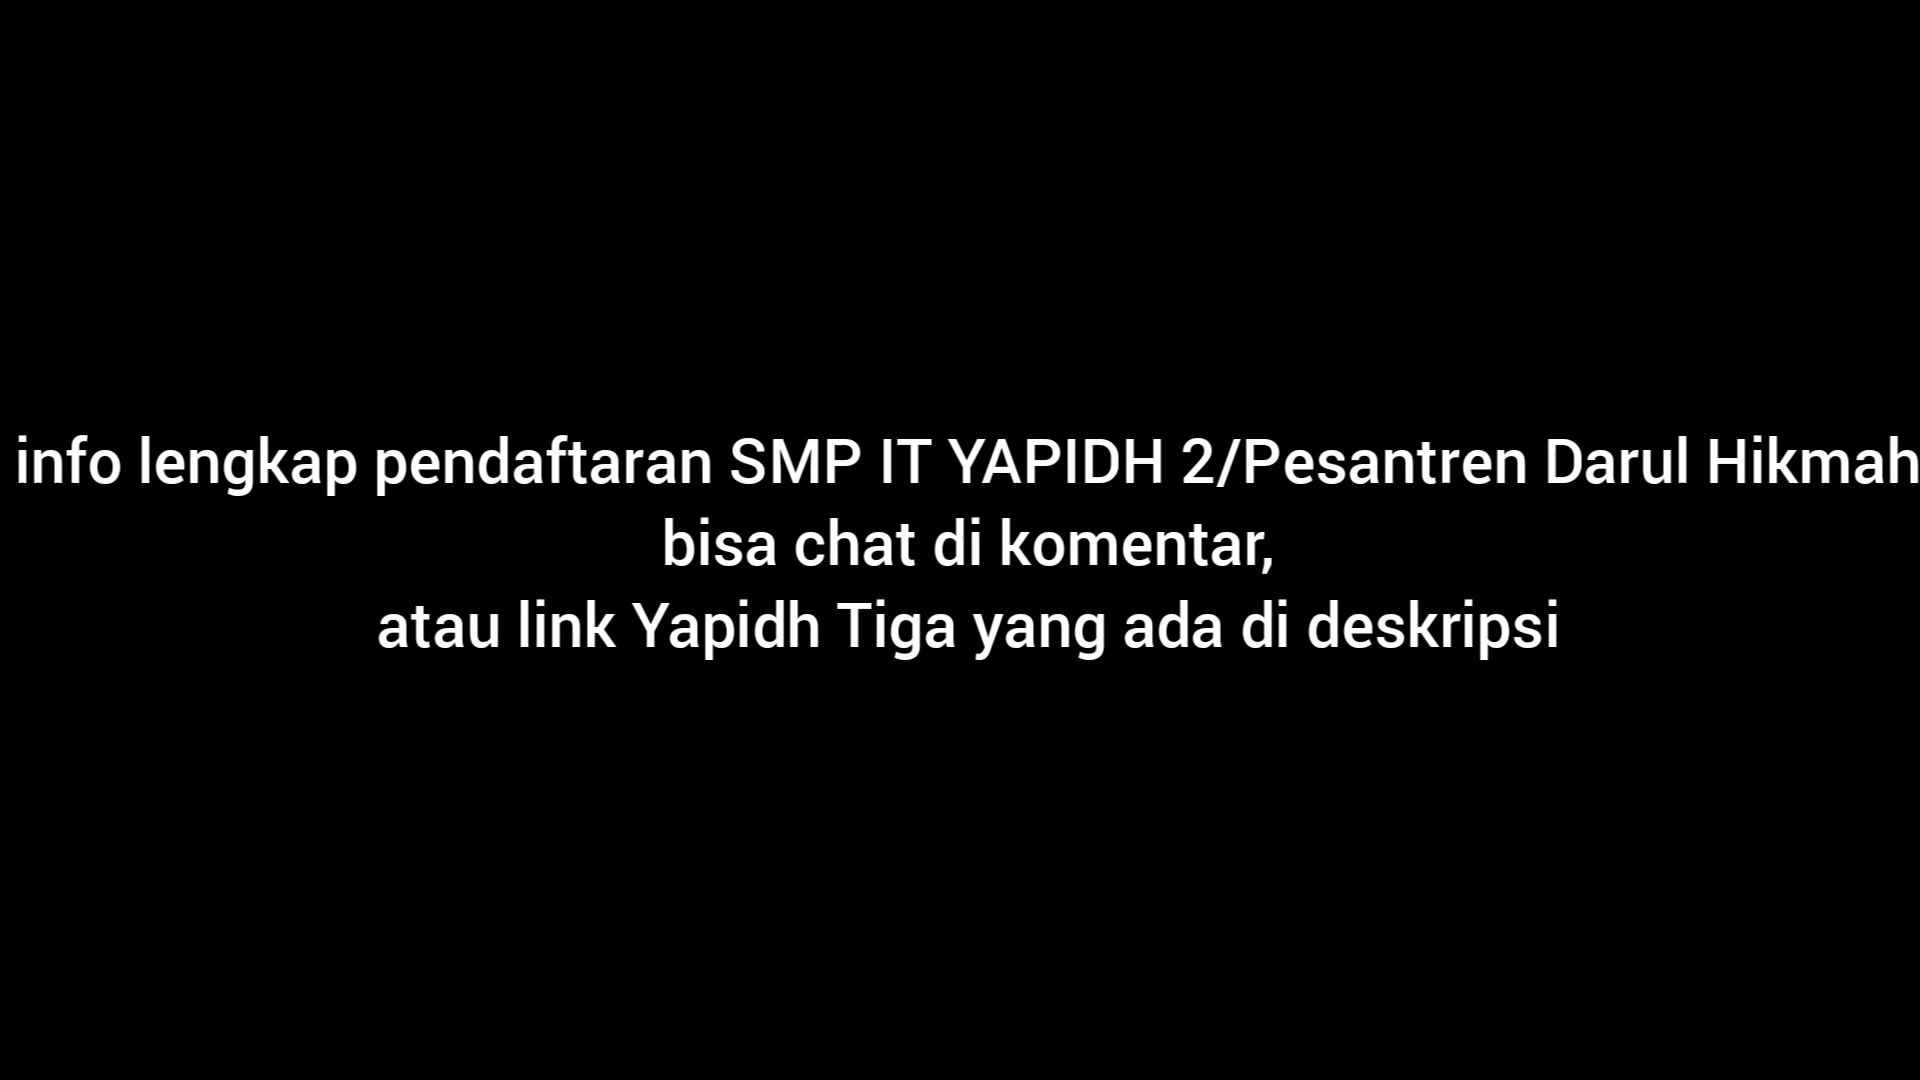 info lengkap pendaftaran SMP IT YAPIDH 2/Pesantren Darul Hikmah
bisa chat di komentar,
atau link Yapidh Tiga yang ada di deskripsi